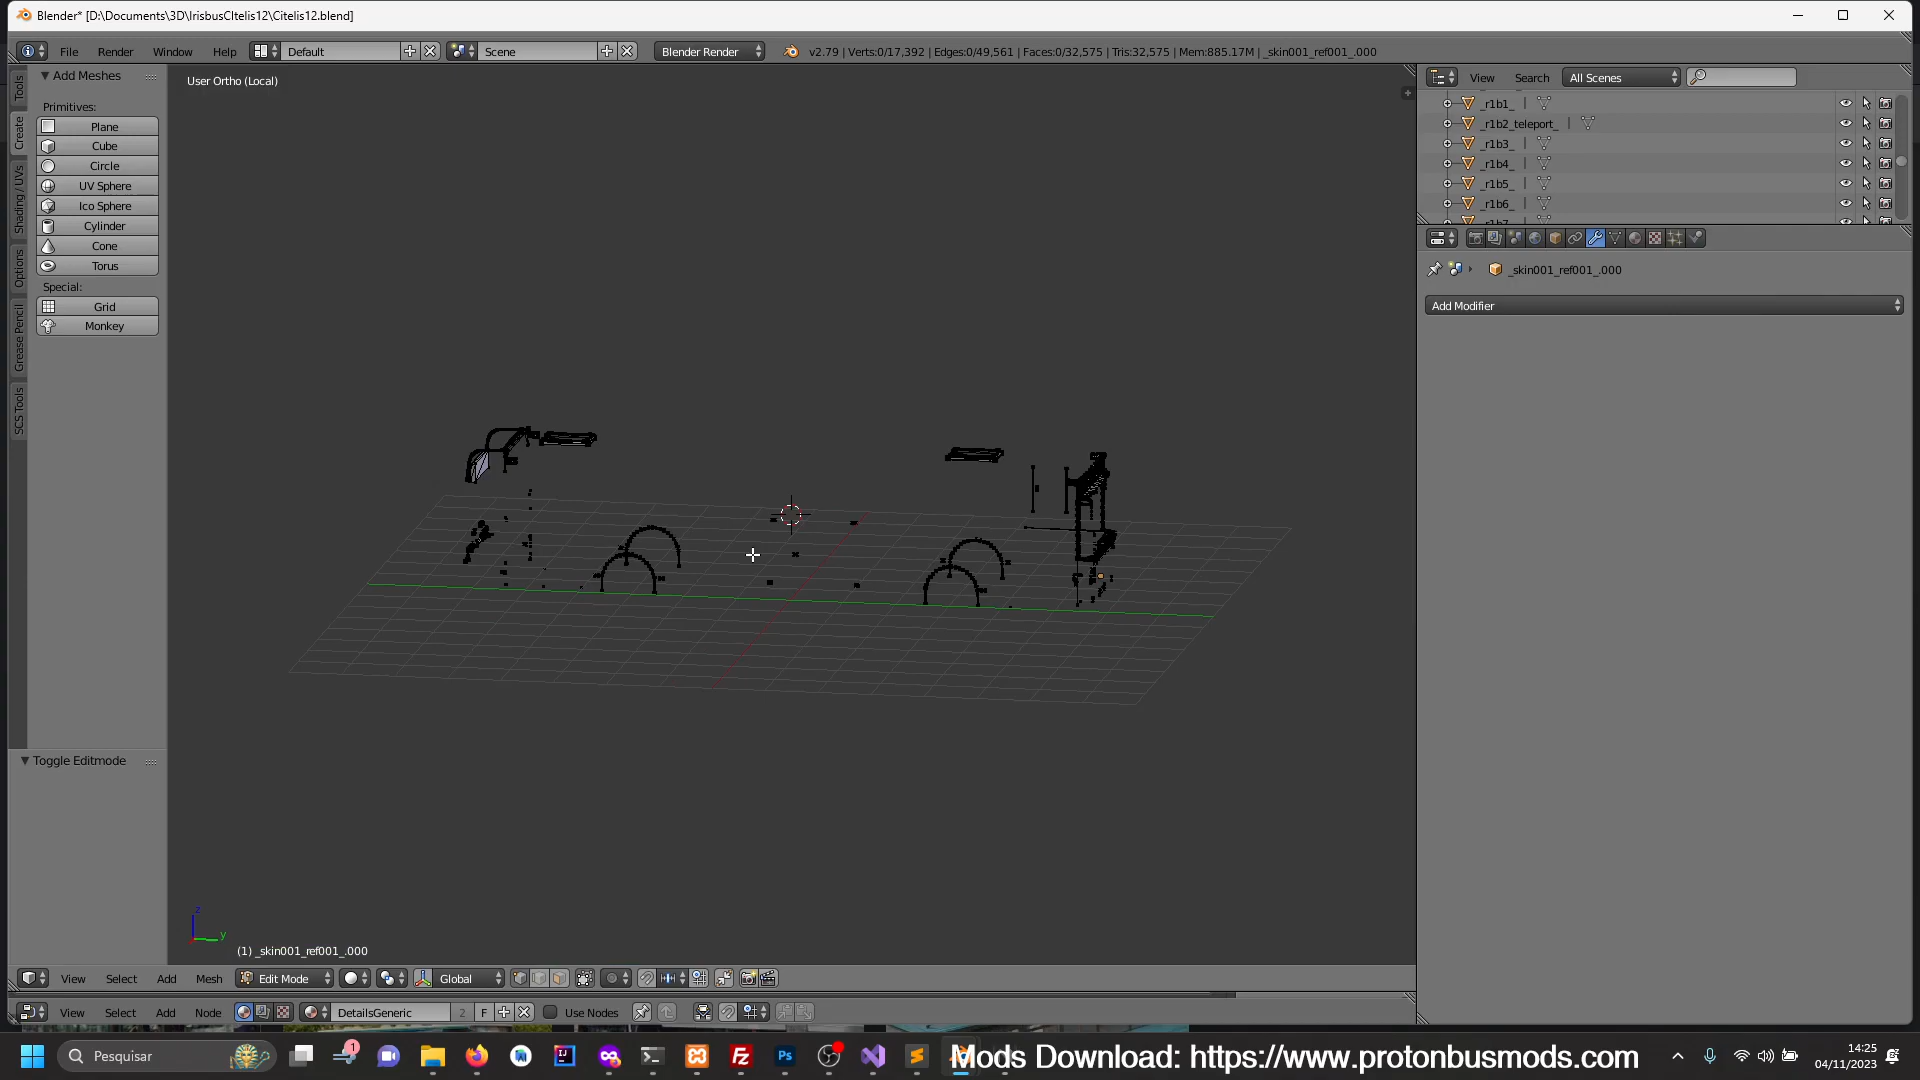 Blender* [D:\Documents\3D\IrisbusCItelis12\Citelis12.blend]
File Render Window Help Default Scene Blender Render v2.79 | Verts:0/17,392 | Edges:0/49,561 | Faces:0/32,575 | Tris:32,575 | Mem:885.17M | _skin001_ref001_.000
Tools
Create
Shading / UVs
Options
Grease Pencil
SCS Tools
Add Meshes
Primitives:
Plane
Cube
Circle
UV Sphere
Ico Sphere
Cylinder
Cone
Torus
Special:
Grid
Monkey
Toggle Editmode
User Ortho (Local)
z
y
(1) _skin001_ref001_.000
View Search All Scenes
_r1b1_
_r1b2_teleport_
_r1b3_
_r1b4_
_r1b5_
_r1b6_
_r1b7_
_skin001_ref001_.000
Add Modifier
View Select Add Mesh Edit Mode Global
View Select Add Node DetailsGeneric 2 F Use Nodes
Pesquisar
1
Mods Download: https://www.protonbusmods.com
14:25
04/11/2023